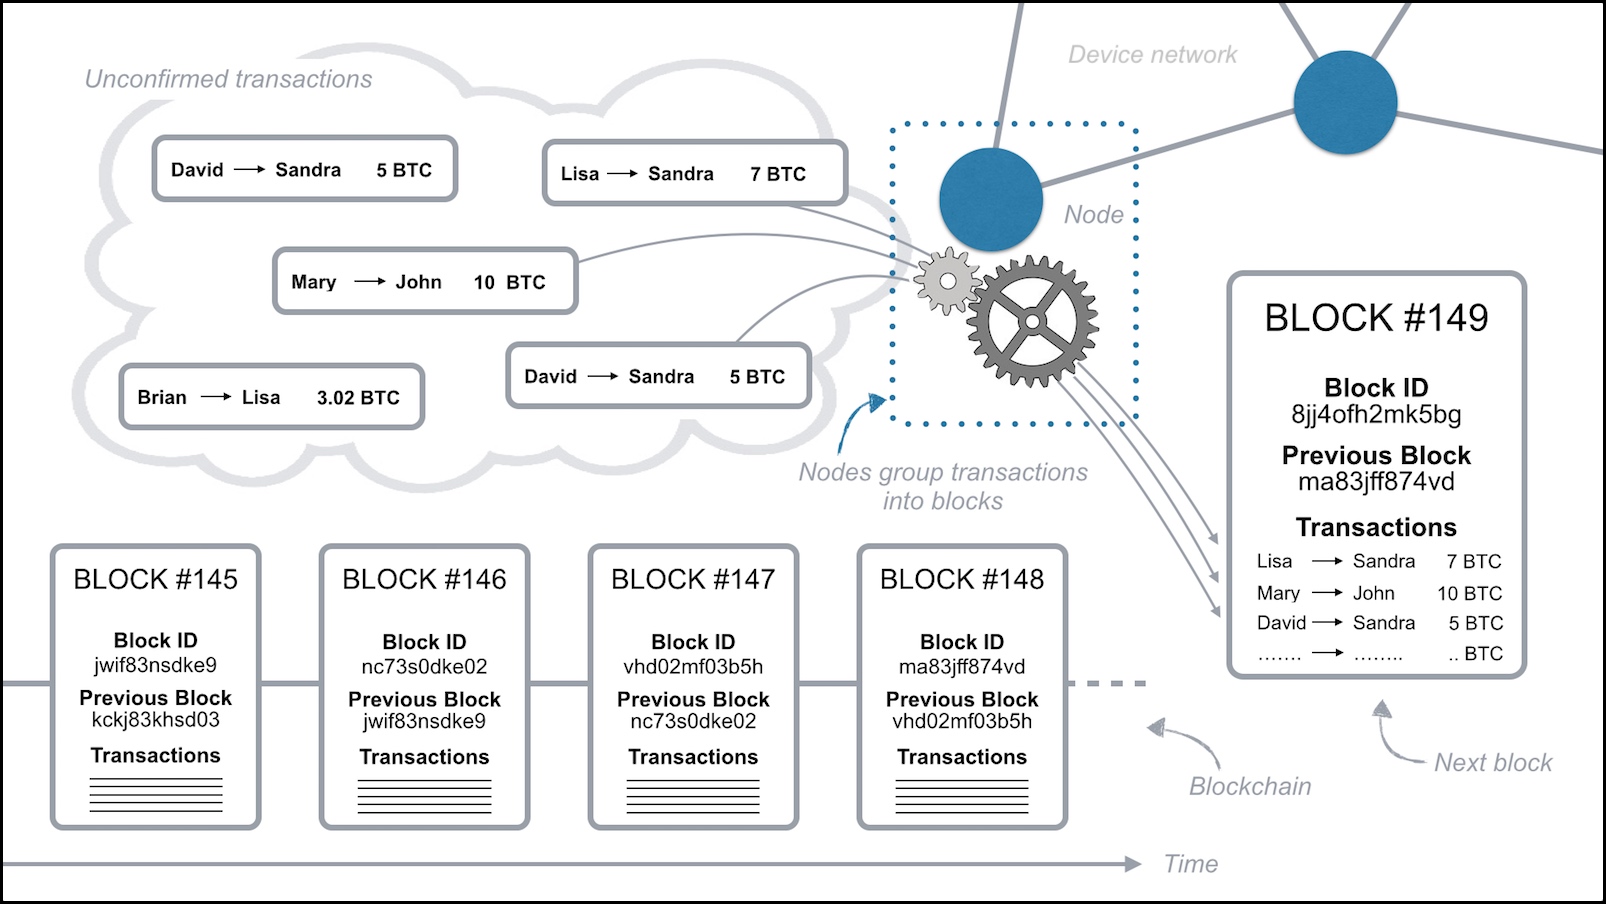 Unconfirmed transactions
Device network
David → Sandra 5 BTC
Lisa → Sandra 7 BTC
Node
Mary → John 10 BTC
David → Sandra 5 BTC
Brian → Lisa 3.02 BTC
Nodes group transactions
into blocks
BLOCK #149
Block ID
8jj4ofh2mk5bg
Previous Block
ma83jff874vd
Transactions
Lisa → Sandra 7 BTC
Mary → John 10 BTC
David → Sandra 5 BTC
....... → ........ .. BTC
BLOCK #145
Block ID
jwif83nsdke9
Previous Block
kckj83khsd03
Transactions
BLOCK #146
Block ID
nc73s0dke02
Previous Block
jwif83nsdke9
Transactions
BLOCK #147
Block ID
vhd02mf03b5h
Previous Block
nc73s0dke02
Transactions
BLOCK #148
Block ID
ma83jff874vd
Previous Block
vhd02mf03b5h
Transactions
Blockchain
Next block
Time